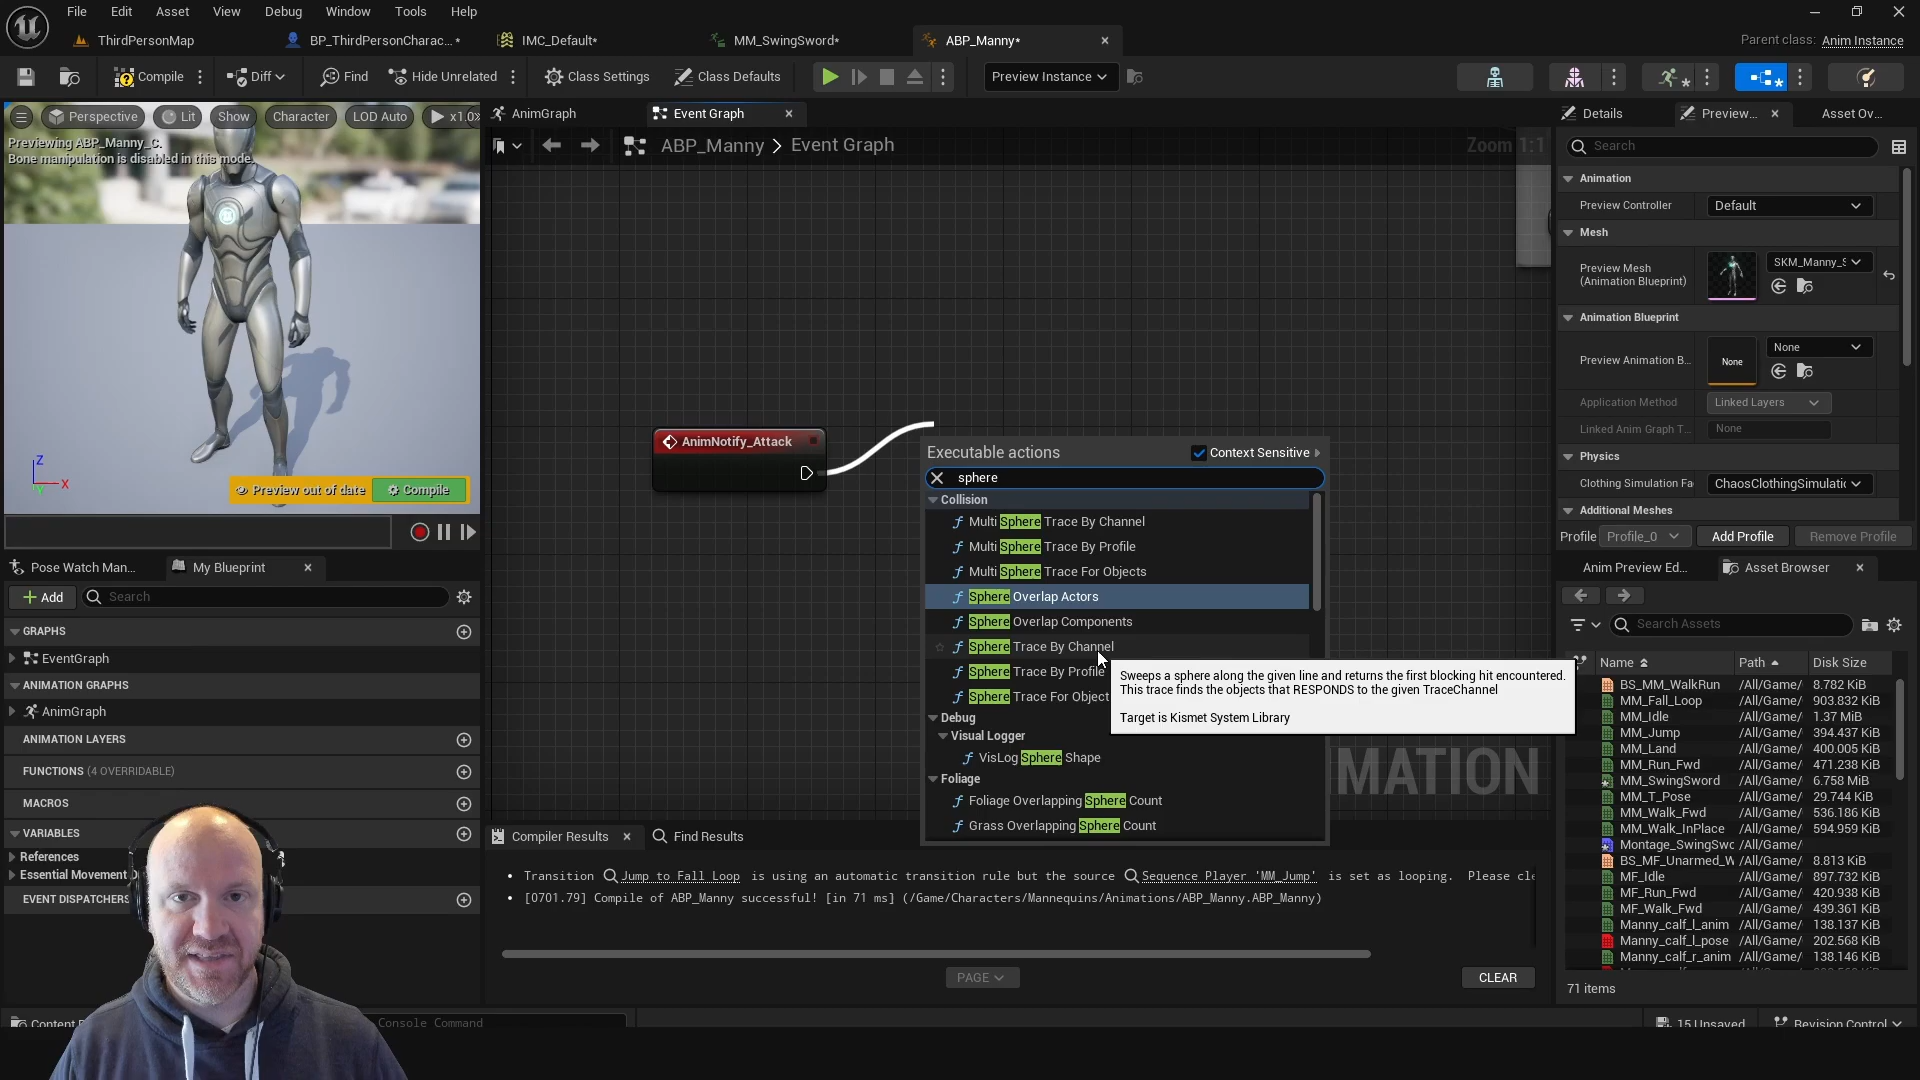 File Edit Asset View Debug Window Tools Help
ThirdPersonMap BP_ThirdPersonCharac...* IMC_Default* MM_SwingSword* ABP_Manny* Parent class: Anim Instance
Compile Diff Find Hide Unrelated Class Settings Class Defaults Preview Instance
Perspective Lit Show Character LOD Auto x1.0
Previewing ABP_Manny_C.
Bone manipulation is disabled in this mode.
Z
X
Preview out of date Compile
Pose Watch Man... My Blueprint
Add Search
GRAPHS
EventGraph
ANIMATION GRAPHS
AnimGraph
ANIMATION LAYERS
FUNCTIONS (4 OVERRIDABLE)
MACROS
VARIABLES
References
Essential Movement
EVENT DISPATCHERS
AnimGraph Event Graph
ABP_Manny > Event Graph Zoom 1:1
AnimNotify_Attack
Executable actions Context Sensitive
sphere
Collision
Multi Sphere Trace By Channel
Multi Sphere Trace By Profile
Multi Sphere Trace For Objects
Sphere Overlap Actors
Sphere Overlap Components
Sphere Trace By Channel
Sphere Trace By Profile
Sphere Trace For Object
Debug
Visual Logger
VisLog Sphere Shape
Foliage
Foliage Overlapping Sphere Count
Grass Overlapping Sphere Count
Sweeps a sphere along the given line and returns the first blocking hit encountered.
This trace finds the objects that RESPONDS to the given TraceChannel
Target is Kismet System Library
MATION
Compiler Results Find Results
Transition Jump to Fall Loop is using an automatic transition rule but the source Sequence Player 'MM_Jump' is set as looping. Please cle
[0701.79] Compile of ABP_Manny successful! [in 71 ms] (/Game/Characters/Mannequins/Animations/ABP_Manny.ABP_Manny)
PAGE CLEAR
Details Preview... Asset Ov...
Search
Animation
Preview Controller Default
Mesh
Preview Mesh
(Animation Blueprint) SKM_Manny_S
Animation Blueprint
Preview Animation B... None None
Application Method Linked Layers
Linked Anim Graph T... None
Physics
Clothing Simulation Fa ChaosClothingSimulatic
Additional Meshes
Profile Profile_0 Add Profile Remove Profile
Anim Preview Ed... Asset Browser
Search Assets
Name Path Disk Size
BS_MM_WalkRun /All/Game/ 8.782 KiB
MM_Fall_Loop /All/Game/ 903.832 KiB
MM_Idle /All/Game/ 1.37 MiB
MM_Jump /All/Game/ 394.437 KiB
MM_Land /All/Game/ 400.005 KiB
MM_Run_Fwd /All/Game/ 471.238 KiB
MM_SwingSword /All/Game/ 6.758 MiB
MM_T_Pose /All/Game/ 29.744 KiB
MM_Walk_Fwd /All/Game/ 536.186 KiB
MM_Walk_InPlace /All/Game/ 594.959 KiB
Montage_SwingSwc /All/Game/
BS_MF_Unarmed_W /All/Game/ 8.813 KiB
MF_Idle /All/Game/ 897.732 KiB
MF_Run_Fwd /All/Game/ 420.938 KiB
MF_Walk_Fwd /All/Game/ 439.361 KiB
Manny_calf_l_anim /All/Game/ 138.137 KiB
Manny_calf_l_pose /All/Game/ 202.568 KiB
Manny_calf_r_anim /All/Game/ 138.146 KiB
71 items
Content Console Command 15 Unsaved Revision Control